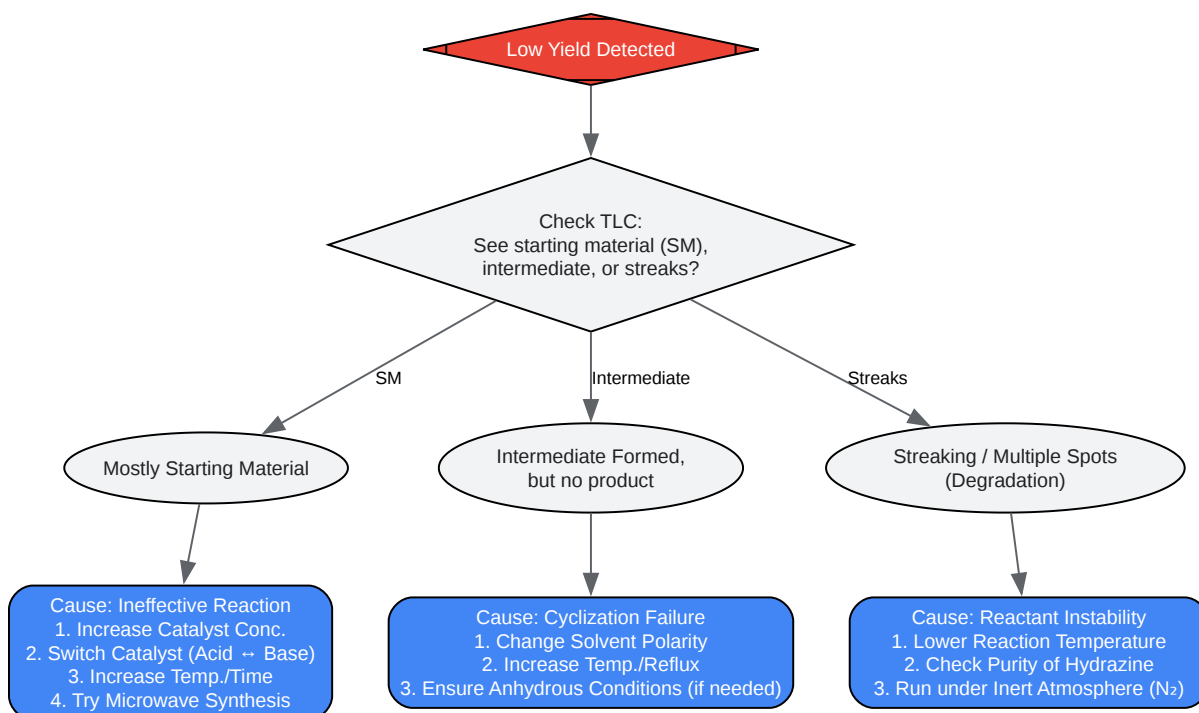 Low Yield Detected
Check TLC:
See starting material (SM),
intermediate, or streaks?
SM
Intermediate
Streaks
Mostly Starting Material
Intermediate Formed,
but no product
Streaking / Multiple Spots
(Degradation)
Cause: Ineffective Reaction
1. Increase Catalyst Conc.
2. Switch Catalyst (Acid ↔ Base)
3. Increase Temp./Time
4. Try Microwave Synthesis
Cause: Cyclization Failure
1. Change Solvent Polarity
2. Increase Temp./Reflux
3. Ensure Anhydrous Conditions (if needed)
Cause: Reactant Instability
1. Lower Reaction Temperature
2. Check Purity of Hydrazine
3. Run under Inert Atmosphere (N₂)